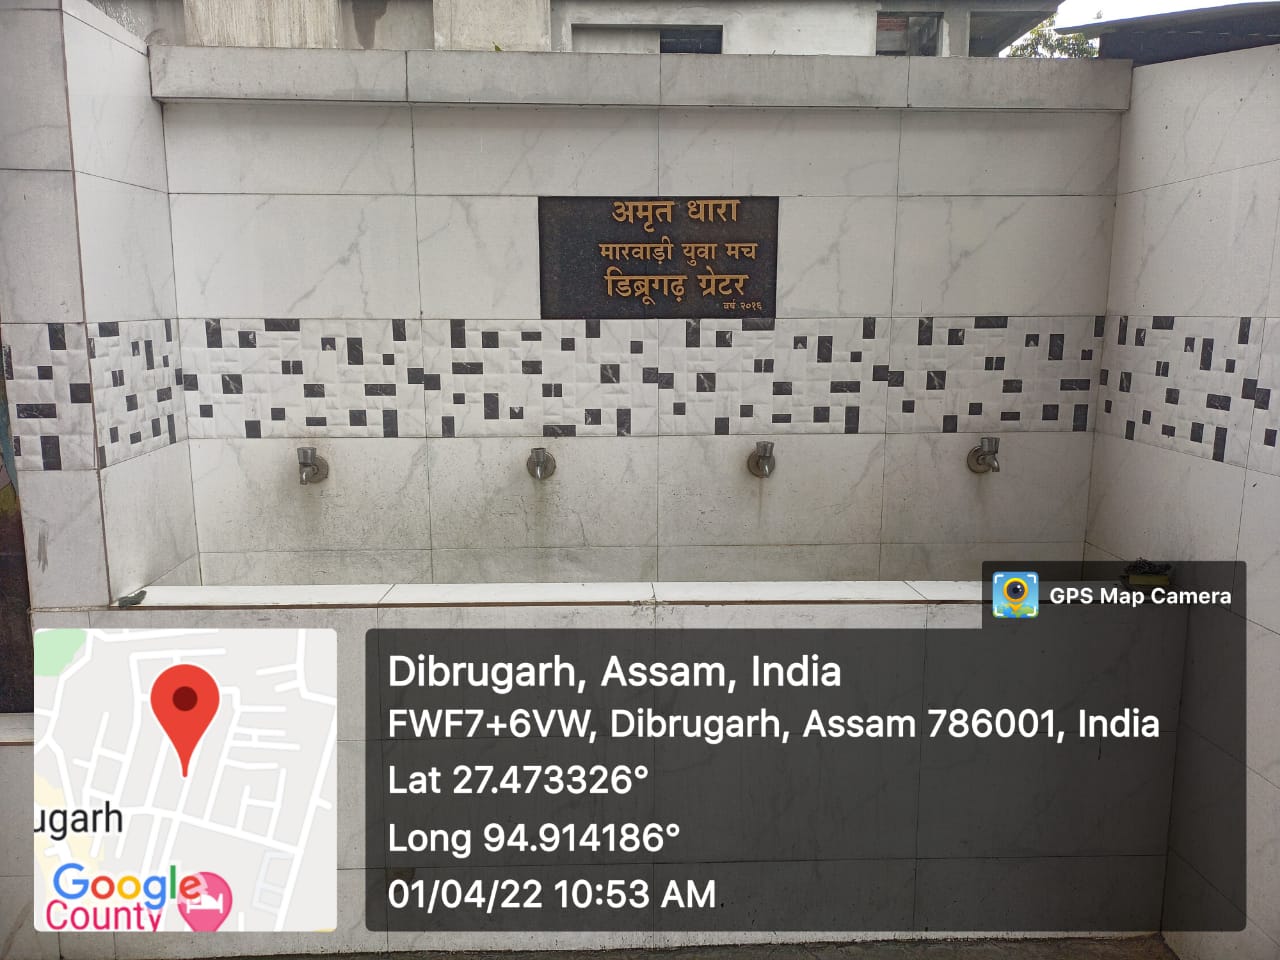 अमृत धारा
मारवाड़ी युवा मच
डिब्रूगढ़ ग्रेटर
वर्ष २०१६
GPS Map Camera
Dibrugarh, Assam, India
FWF7+6VW, Dibrugarh, Assam 786001, India
Lat 27.473326°
Long 94.914186°
01/04/22 10:53 AM
ugarh
Google
County